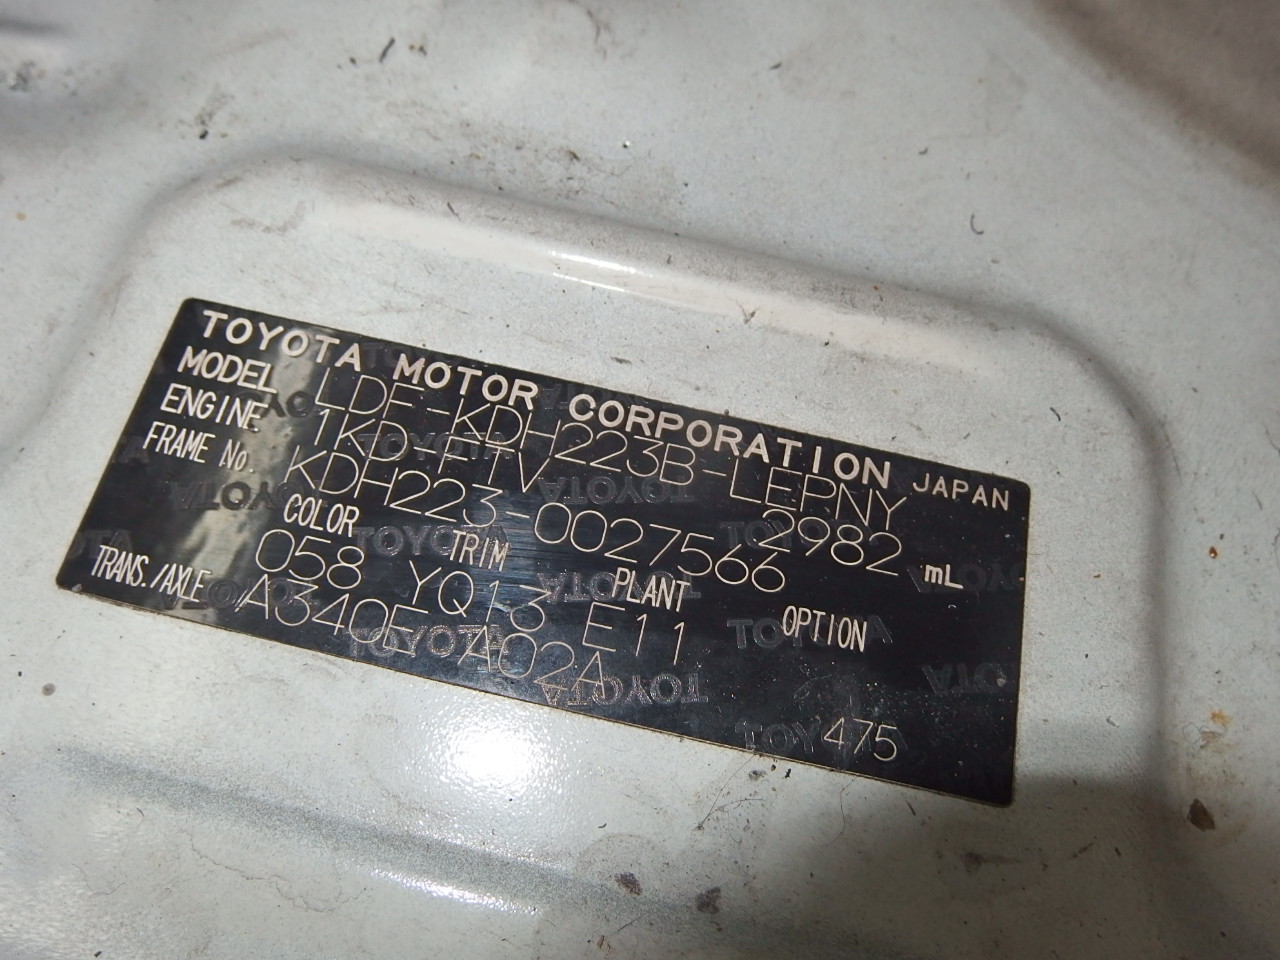 TOYOTA MOTOR CORPORATION JAPAN
MODEL LDF-KDH223B-LEPNY
ENGINE 1KD-FTV 2982 mL
FRAME No. KDH223-0027566
COLOR TRIM PLANT OPTION
058 YQ13 E11
TRANS./AXLE A340E A02A
475